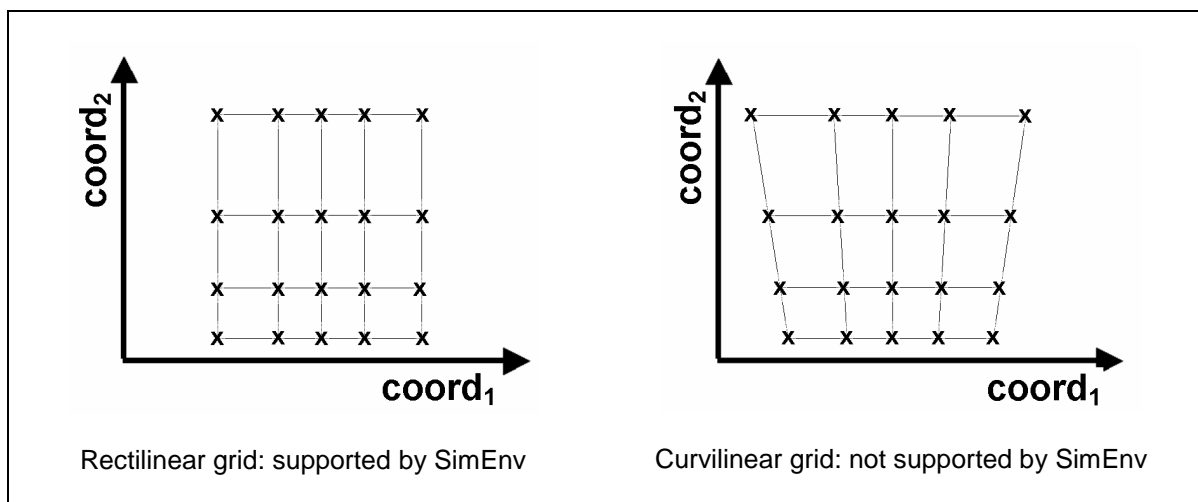 coord₂
x x x x x
x x x x x
x x x x x
x x x x x
coord₁
Rectilinear grid: supported by SimEnv
coord₂
x x x x x
x x x x x
x x x x x
x x x x x
coord₁
Curvilinear grid: not supported by SimEnv